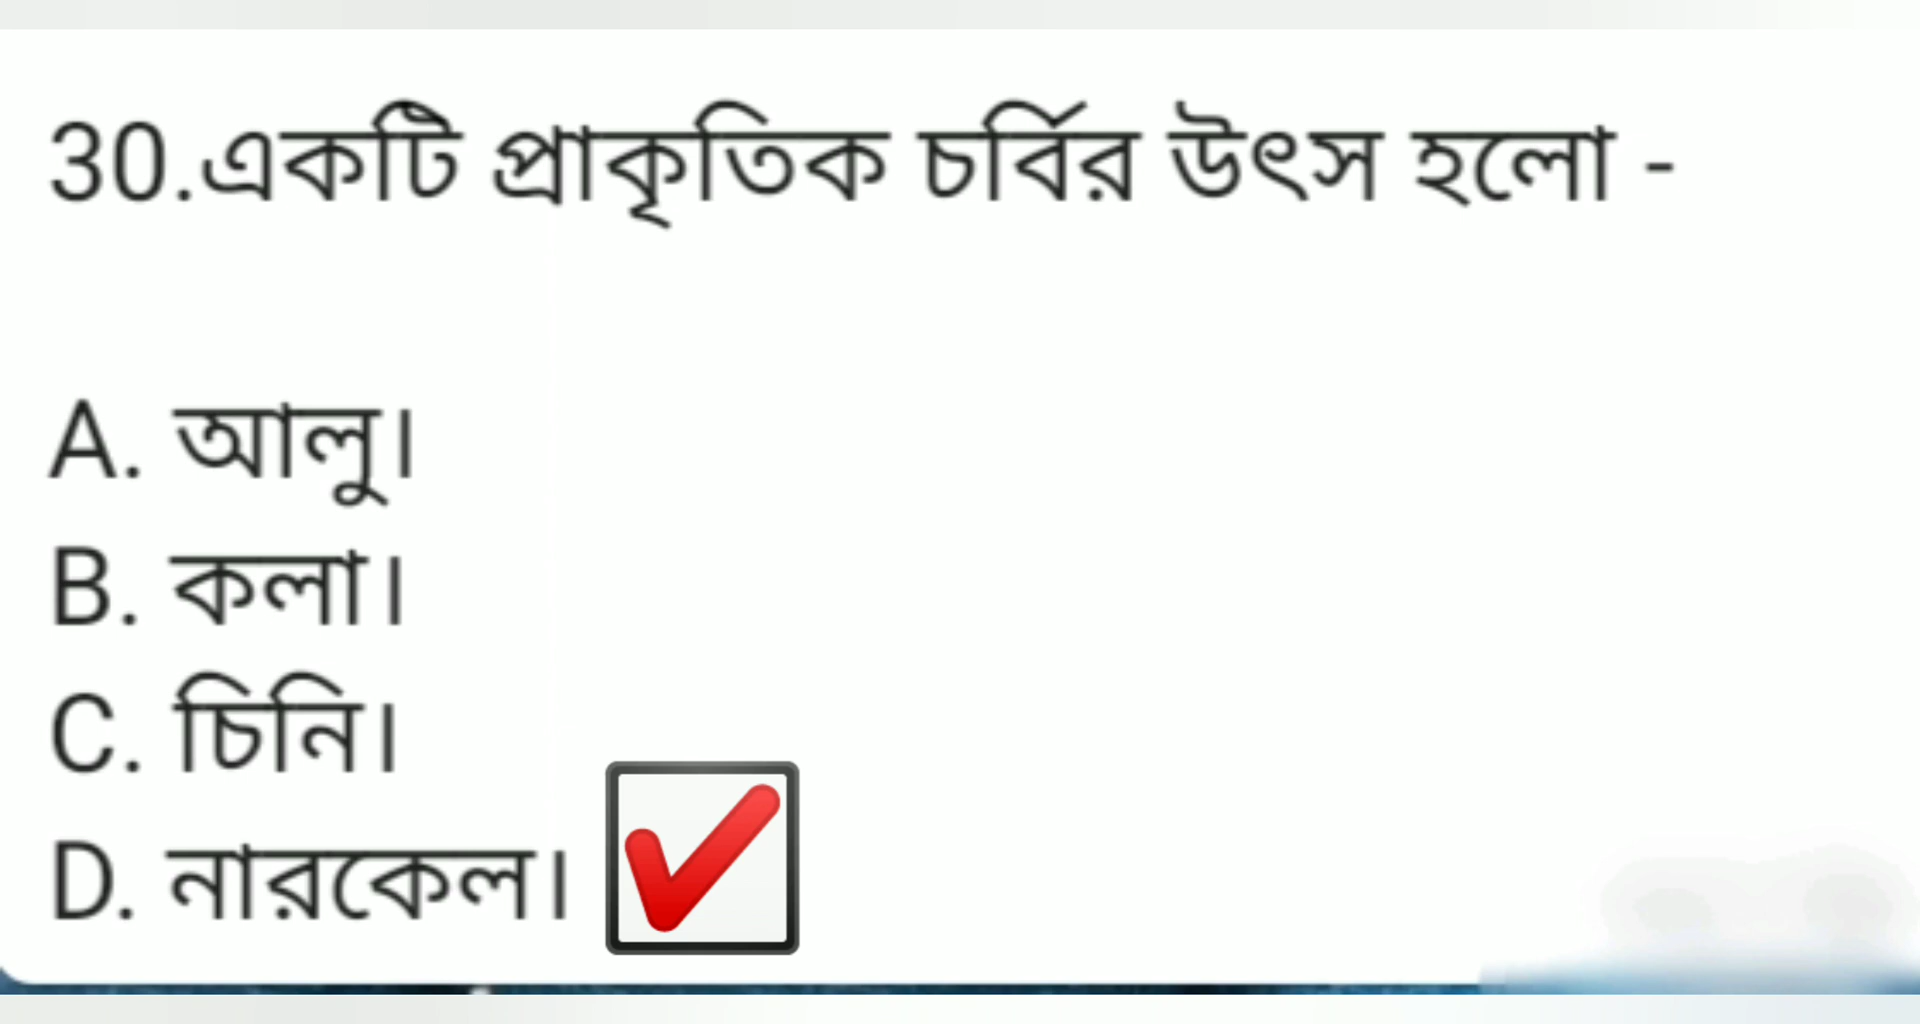 30.একটি প্রাকৃতিক চর্বির উৎস হলো -
A. আলু।
B. কলা।
C. চিনি।
D. নারকেল।